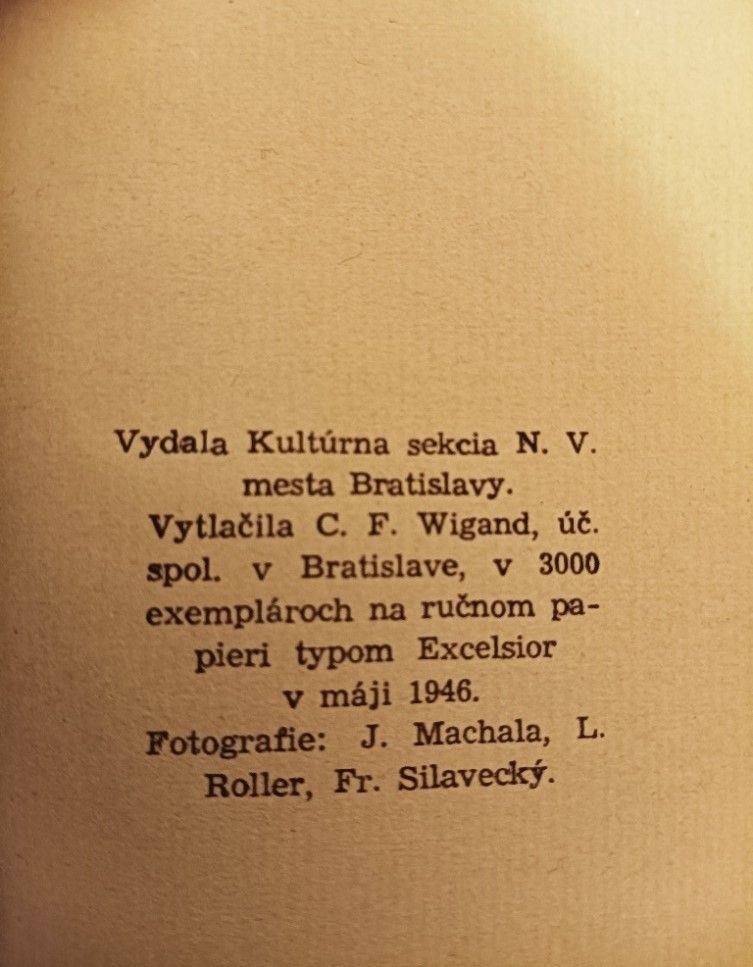 Vydala Kultúrna sekcia N. V.
mesta Bratislavy.
Vytlačila C. F. Wigand, úč.
spol. v Bratislave, v 3000
exemplároch na ručnom pa-
pieri typom Excelsior
v máji 1946.
Fotografie: J. Machala, L.
Roller, Fr. Silavecký.